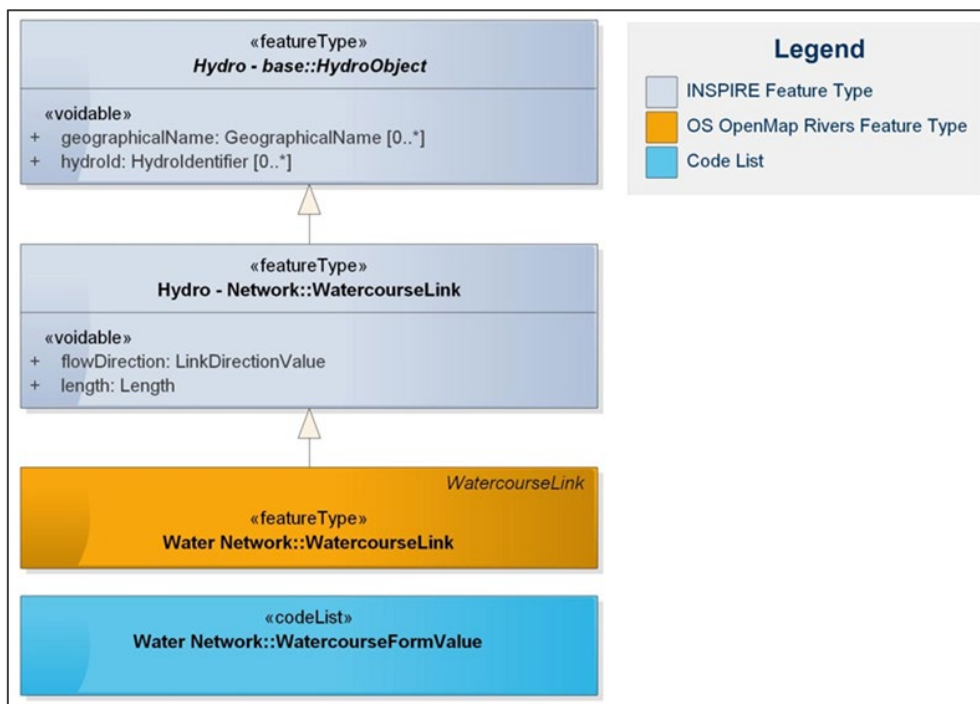 «featureType»
Hydro - base::HydroObject
«voidable»
+ geographicalName: GeographicalName [0..*]
+ hydroId: HydroIdentifier [0..*]
«featureType»
Hydro - Network::WatercourseLink
«voidable»
+ flowDirection: LinkDirectionValue
+ length: Length
WatercourseLink
«featureType»
Water Network::WatercourseLink
«codeList»
Water Network::WatercourseFormValue
Legend
INSPIRE Feature Type
OS OpenMap Rivers Feature Type
Code List